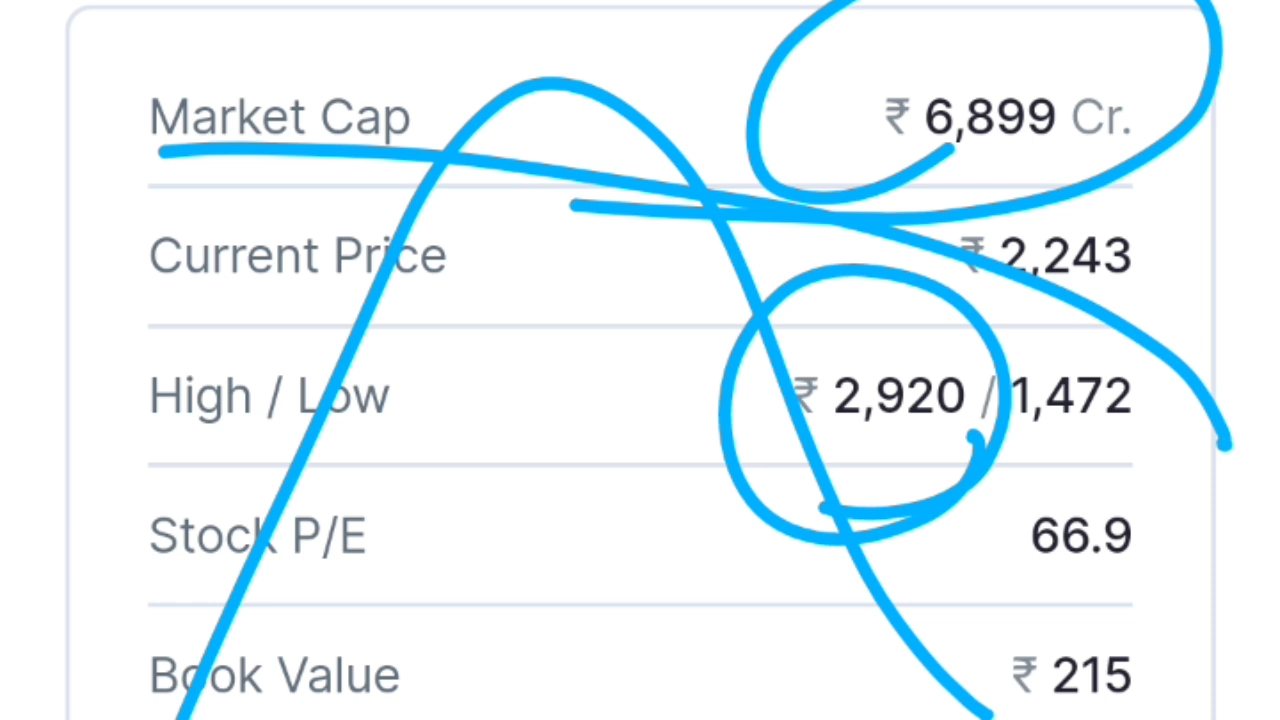 Market Cap ₹ 6,899 Cr.
Current Price ₹ 2,243
High / Low ₹ 2,920 / 1,472
Stock P/E 66.9
Book Value ₹ 215